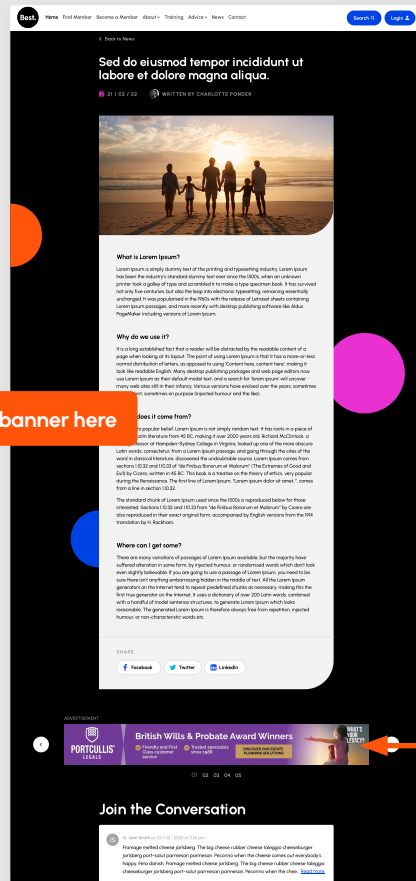 Best.
Home Find Member Become a Member About Training Advice News Contact
Search
Login
Back to News
Sed do eiusmod tempor incididunt ut
labore et dolore magna aliqua.
21 / 02 / 22 WRITTEN BY CHARLOTTE PONDER
What is Lorem Ipsum?
Lorem Ipsum is simply dummy text of the printing and typesetting industry. Lorem Ipsum
has been the industry's standard dummy text ever since the 1500s, when an unknown
printer took a galley of type and scrambled it to make a type specimen book. It has survived
not only five centuries, but also the leap into electronic typesetting, remaining essentially
unchanged. It was popularised in the 1960s with the release of Letraset sheets containing
Lorem Ipsum passages, and more recently with desktop publishing software like Aldus
PageMaker including versions of Lorem Ipsum.
Why do we use it?
It is a long established fact that a reader will be distracted by the readable content of a
page when looking at its layout. The point of using Lorem Ipsum is that it has a more-or-less
normal distribution of letters, as opposed to using 'Content here, content here', making it
look like readable English. Many desktop publishing packages and web page editors now
use Lorem Ipsum as their default model text, and a search for 'lorem ipsum' will uncover
many web sites still in their infancy. Various versions have evolved over the years, sometimes
sometimes on purpose (injected humour and the like).
banner here
does it come from?
popular belief, Lorem Ipsum is not simply random text. It has roots in a piece of
Latin literature from 45 BC, making it over 2000 years old. Richard McClintock, a
professor at Hampden-Sydney College in Virginia, looked up one of the more obscure
Latin words, consectetur, from a Lorem Ipsum passage, and going through the cites of the
word in classical literature, discovered the undoubtable source. Lorem Ipsum comes from
sections 1.10.32 and 1.10.33 of "de Finibus Bonorum et Malorum" (The Extremes of Good and
Evil) by Cicero, written in 45 BC. This book is a treatise on the theory of ethics, very popular
during the Renaissance. The first line of Lorem Ipsum, "Lorem ipsum dolor sit amet..", comes
from a line in section 1.10.32.
The standard chunk of Lorem Ipsum used since the 1500s is reproduced below for those
interested. Sections 1.10.32 and 1.10.33 from "de Finibus Bonorum et Malorum" by Cicero are
also reproduced in their exact original form, accompanied by English versions from the 1914
translation by H. Rackham.
Where can I get some?
There are many variations of passages of Lorem Ipsum available, but the majority have
suffered alteration in some form, by injected humour, or randomised words which don't look
even slightly believable. If you are going to use a passage of Lorem Ipsum, you need to be
sure there isn't anything embarrassing hidden in the middle of text. All the Lorem Ipsum
generators on the Internet tend to repeat predefined chunks as necessary, making this the
first true generator on the Internet. It uses a dictionary of over 200 Latin words, combined
with a handful of model sentence structures, to generate Lorem Ipsum which looks
reasonable. The generated Lorem Ipsum is therefore always free from repetition, injected
humour, or non-characteristic words etc.
SHARE
Facebook Twitter LinkedIn
ADVERTISEMENT
PORTCULLIS
LEGALS
British Wills & Probate Award Winners
Friendly and First
Class customer
service
Trusted specialists
since 1988
DISCOVER OUR ESTATE
PLANNING SOLUTIONS
WHAT'S
YOUR
LEGACY?
01 02 03 04 05
Join the Conversation
JS
By John Smith on 22 / 02 / 2022 at 3:56 pm
Fromage melted cheese jarlsberg. The big cheese rubber cheese taleggio cheeseburger
jarlsberg port-salut parmesan parmesan. Pecorino when the cheese comes out everybody's
happy. Feta danish. Fromage melted cheese jarlsberg. The big cheese rubber cheese taleggio
cheeseburger jarlsberg port-salut parmesan parmesan. Pecorino when the chee.. Read more